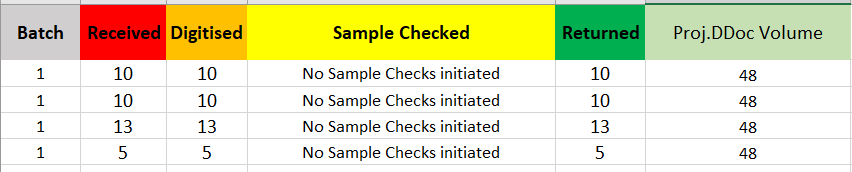 Batch Received Digitised Sample Checked Returned Proj.DDoc Volume
1 10 10 No Sample Checks initiated 10 48
1 10 10 No Sample Checks initiated 10 48
1 13 13 No Sample Checks initiated 13 48
1 5 5 No Sample Checks initiated 5 48